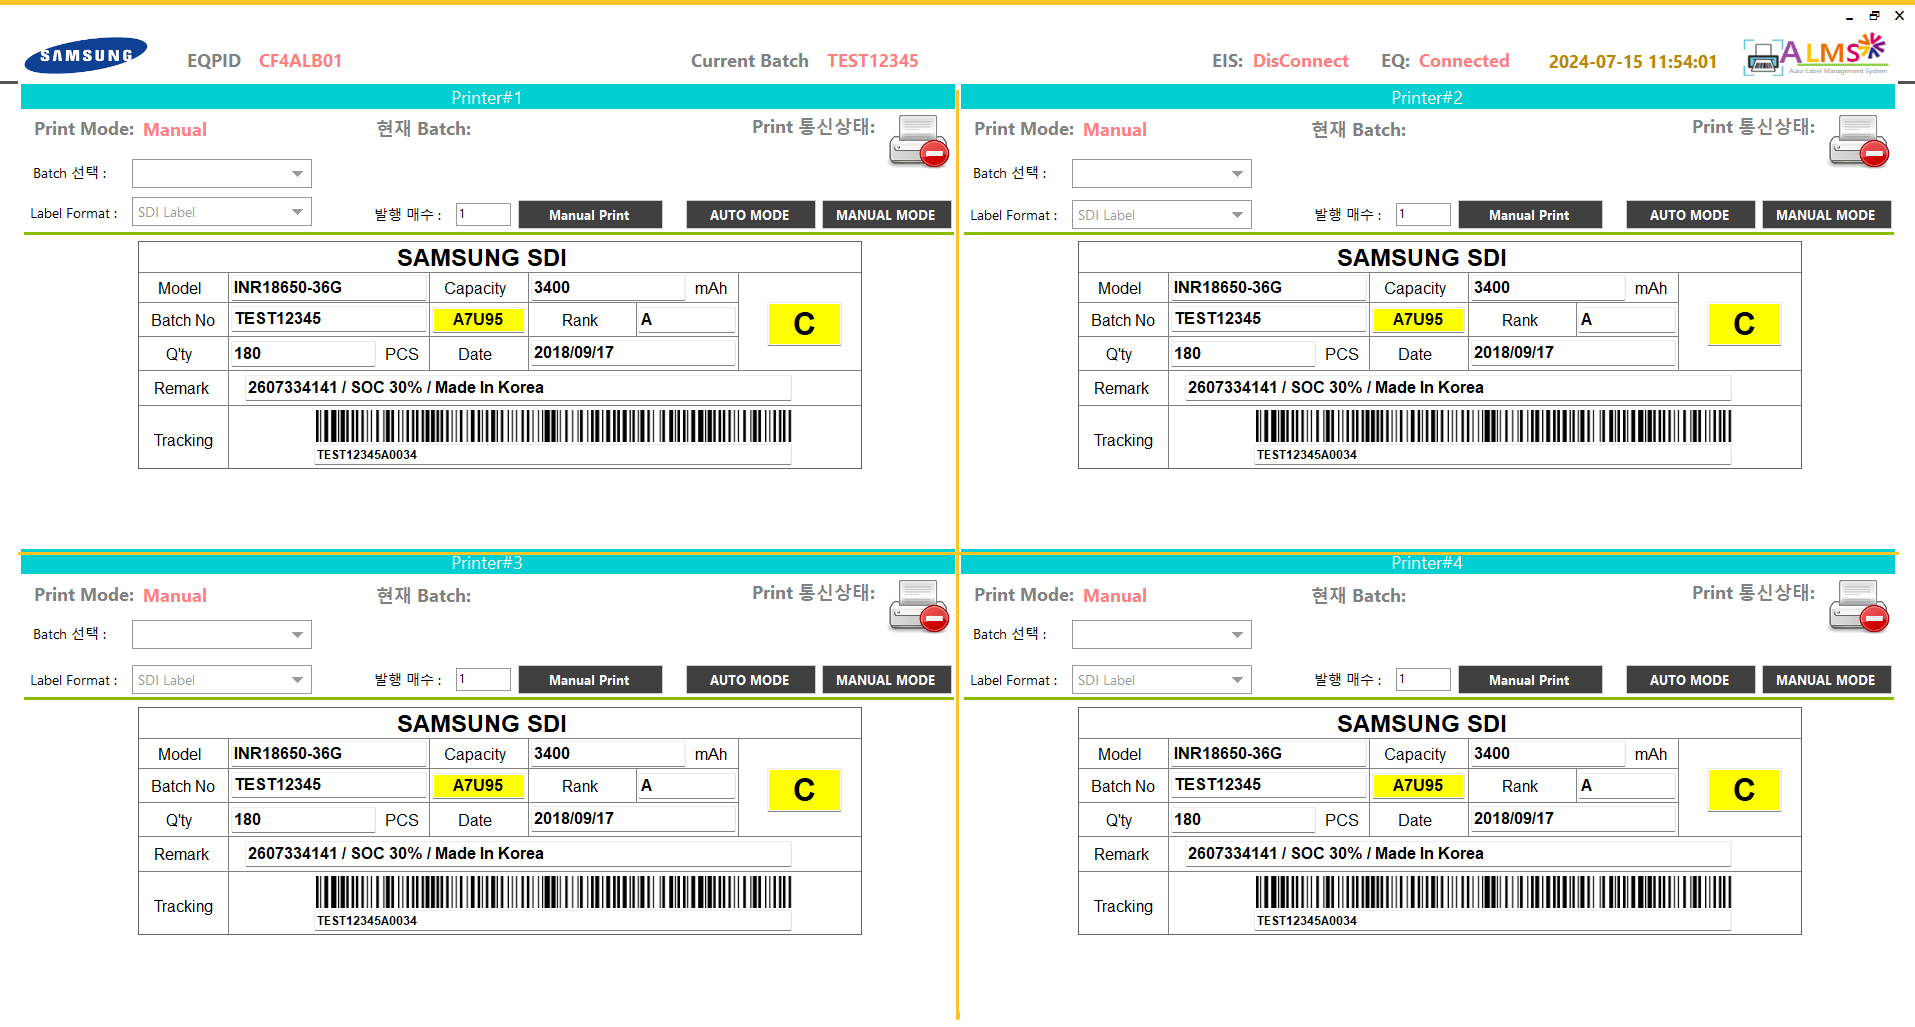 SAMSUNG EQPID CF4ALB01 Current Batch TEST12345 EIS: DisConnect EQ: Connected 2024-07-15 11:54:01 ALMS
Auto Label Management System
Printer#1
Print Mode: Manual 현재 Batch: Print 통신상태:
Batch 선택 :
Label Format : SDI Label 발행 매수 : 1 Manual Print AUTO MODE MANUAL MODE
SAMSUNG SDI
Model INR18650-36G Capacity 3400 mAh
Batch No TEST12345 A7U95 Rank A C
Q'ty 180 PCS Date 2018/09/17
Remark 2607334141 / SOC 30% / Made In Korea
Tracking
TEST12345A0034
Printer#2
Print Mode: Manual 현재 Batch: Print 통신상태:
Batch 선택 :
Label Format : SDI Label 발행 매수 : 1 Manual Print AUTO MODE MANUAL MODE
SAMSUNG SDI
Model INR18650-36G Capacity 3400 mAh
Batch No TEST12345 A7U95 Rank A C
Q'ty 180 PCS Date 2018/09/17
Remark 2607334141 / SOC 30% / Made In Korea
Tracking
TEST12345A0034
Printer#3
Print Mode: Manual 현재 Batch: Print 통신상태:
Batch 선택 :
Label Format : SDI Label 발행 매수 : 1 Manual Print AUTO MODE MANUAL MODE
SAMSUNG SDI
Model INR18650-36G Capacity 3400 mAh
Batch No TEST12345 A7U95 Rank A C
Q'ty 180 PCS Date 2018/09/17
Remark 2607334141 / SOC 30% / Made In Korea
Tracking
TEST12345A0034
Printer#4
Print Mode: Manual 현재 Batch: Print 통신상태:
Batch 선택 :
Label Format : SDI Label 발행 매수 : 1 Manual Print AUTO MODE MANUAL MODE
SAMSUNG SDI
Model INR18650-36G Capacity 3400 mAh
Batch No TEST12345 A7U95 Rank A C
Q'ty 180 PCS Date 2018/09/17
Remark 2607334141 / SOC 30% / Made In Korea
Tracking
TEST12345A0034